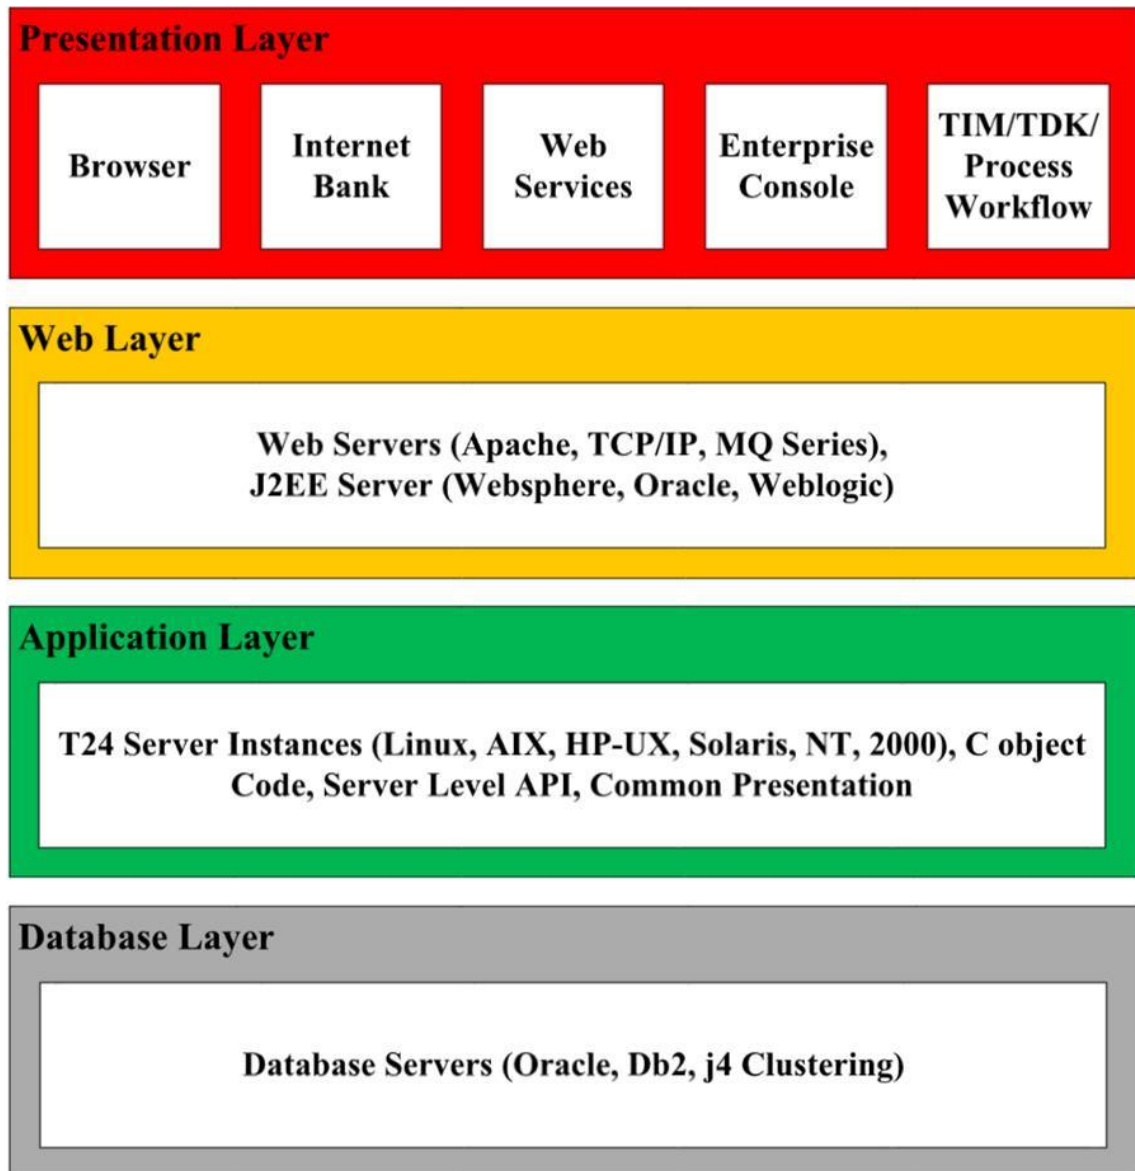 Presentation Layer
Browser
Internet
Bank
Web
Services
Enterprise
Console
TIM/TDK/
Process
Workflow
Web Layer
Web Servers (Apache, TCP/IP, MQ Series),
J2EE Server (Websphere, Oracle, Weblogic)
Application Layer
T24 Server Instances (Linux, AIX, HP-UX, Solaris, NT, 2000), C object
Code, Server Level API, Common Presentation
Database Layer
Database Servers (Oracle, Db2, j4 Clustering)